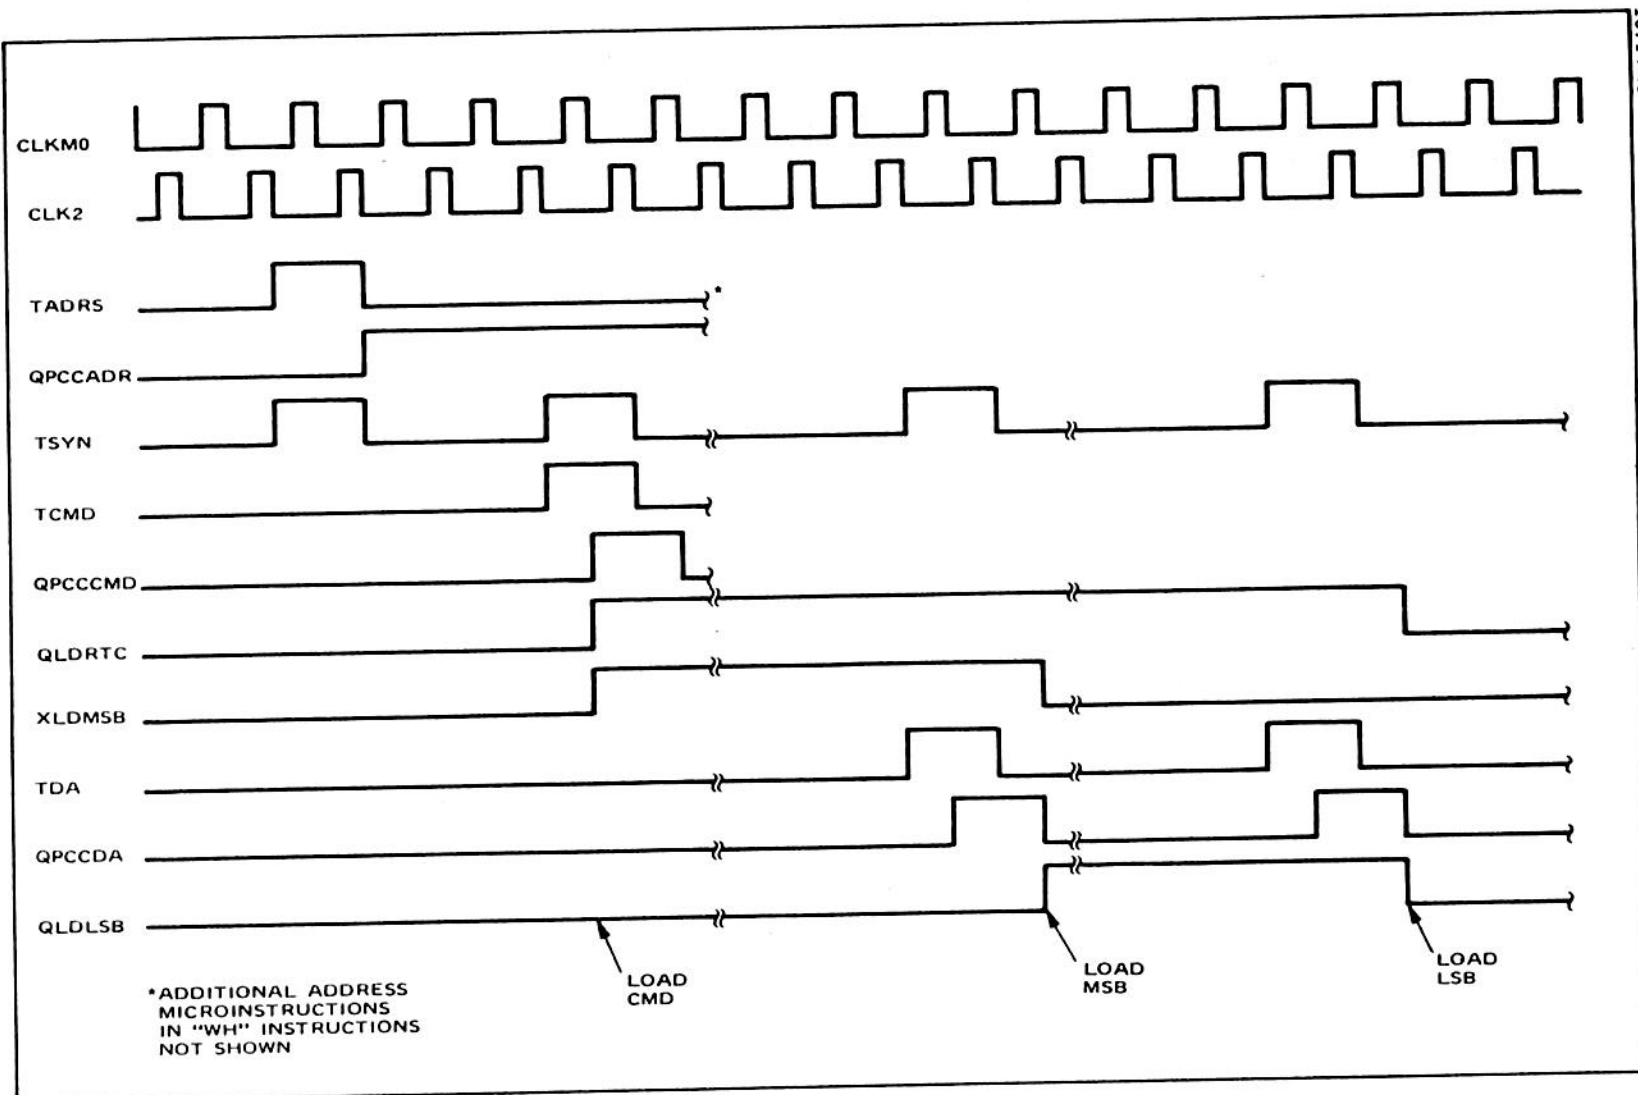 CLKM0
CLK2
TADRS
*
QPCCADR
TSYN
TCMD
QPCCCMD
QLDRTC
XLDMSB
TDA
QPCCDA
QLDLSB
LOAD
CMD
LOAD
MSB
LOAD
LSB
*ADDITIONAL ADDRESS
MICROINSTRUCTIONS
IN "WH" INSTRUCTIONS
NOT SHOWN